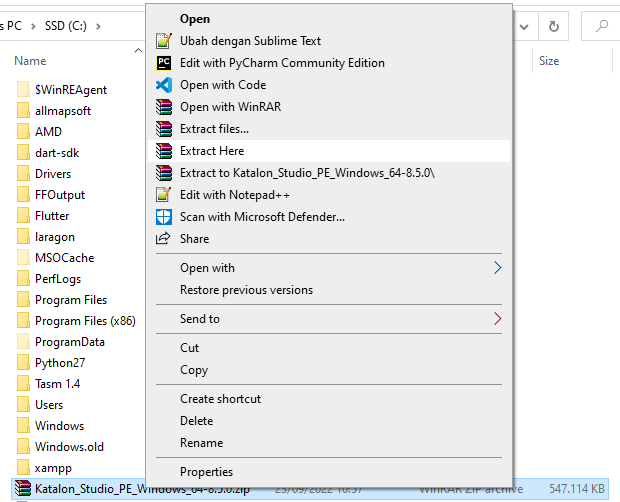 s PC
SSD (C:)
Name
Size
$WinREAgent
allmapsoft
AMD
dart-sdk
Drivers
FFOutput
Flutter
laragon
MSOCache
PerfLogs
Program Files
Program Files (x86)
ProgramData
Python27
Tasm 1.4
Users
Windows
Windows.old
xampp
Katalon_Studio_PE_Windows_64-8.5.0.zip 23/09/2022 10:57 WinRAR ZIP archive 547.114 KB
Open
Ubah dengan Sublime Text
Edit with PyCharm Community Edition
Open with Code
Open with WinRAR
Extract files...
Extract Here
Extract to Katalon_Studio_PE_Windows_64-8.5.0\
Edit with Notepad++
Scan with Microsoft Defender...
Share
Open with
Restore previous versions
Send to
Cut
Copy
Create shortcut
Delete
Rename
Properties